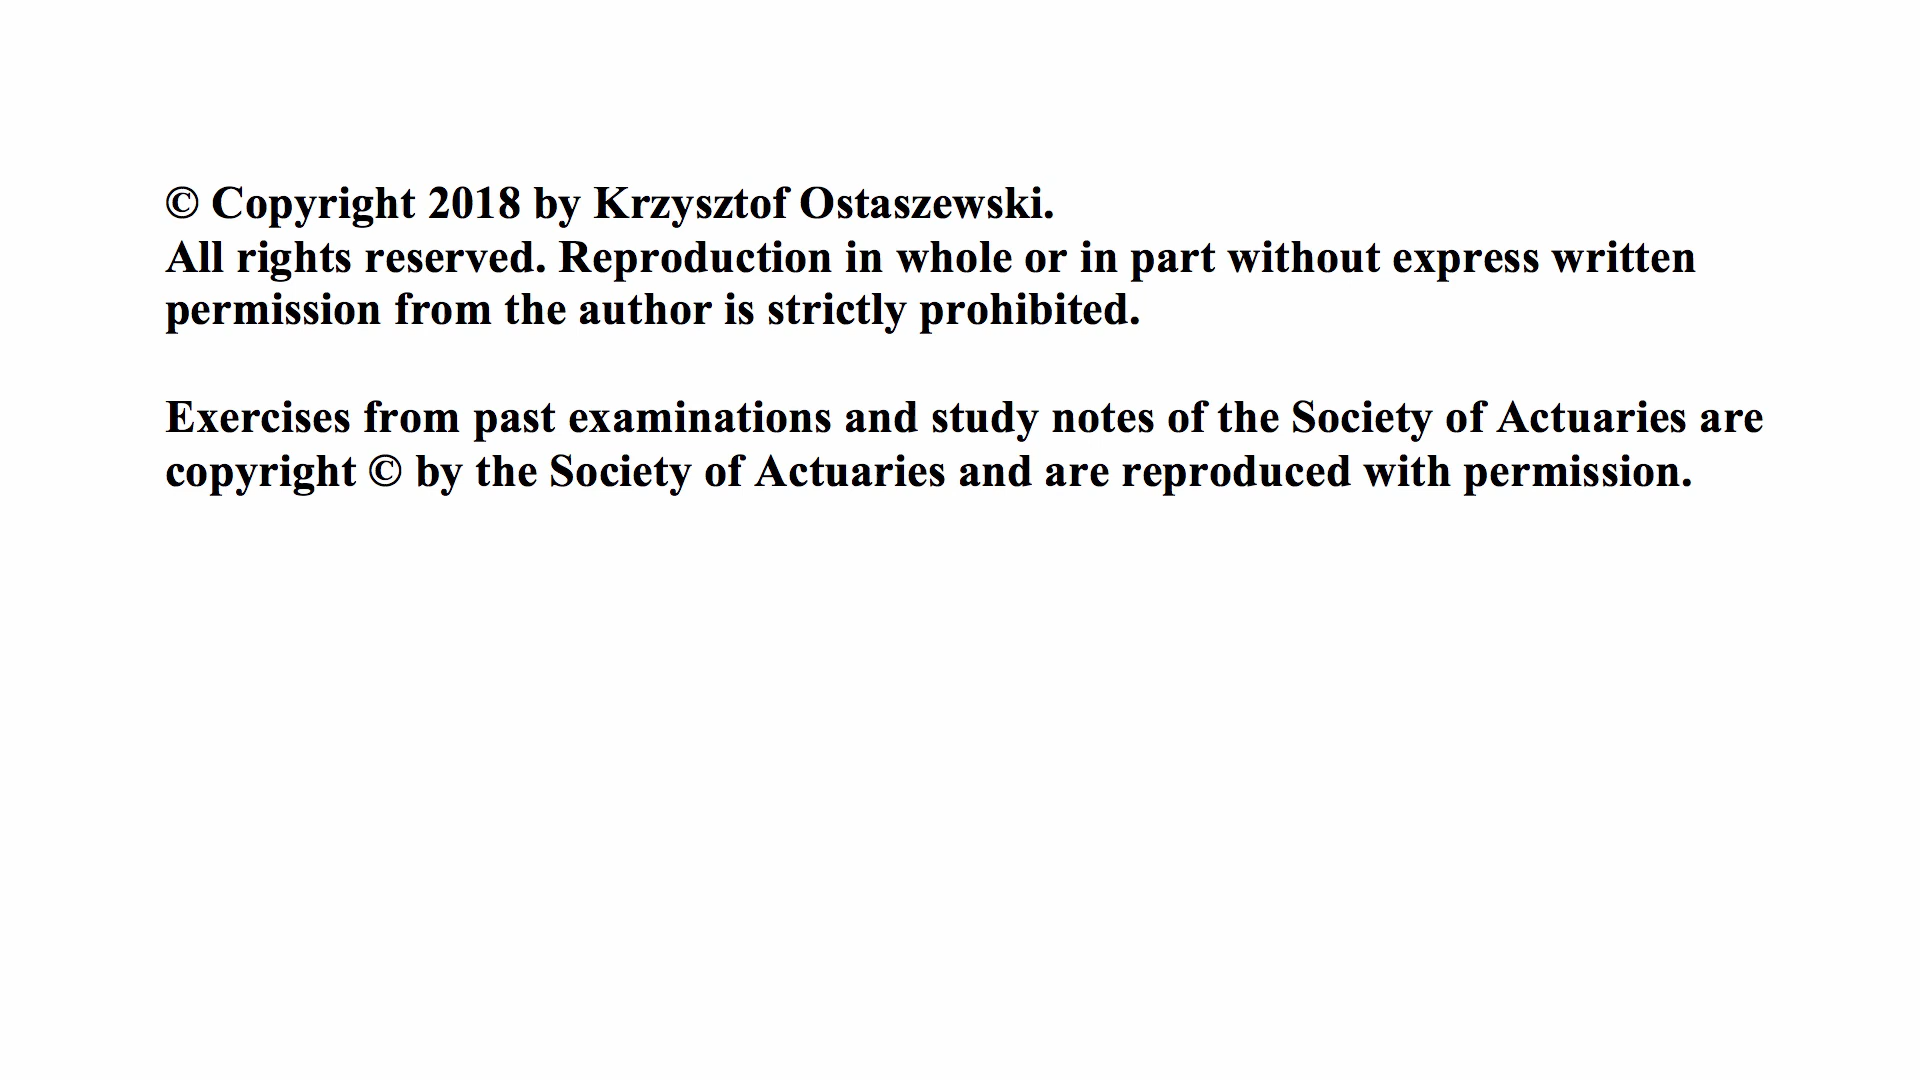 © Copyright 2018 by Krzysztof Ostaszewski.
All rights reserved. Reproduction in whole or in part without express written
permission from the author is strictly prohibited.
Exercises from past examinations and study notes of the Society of Actuaries are
copyright © by the Society of Actuaries and are reproduced with permission.